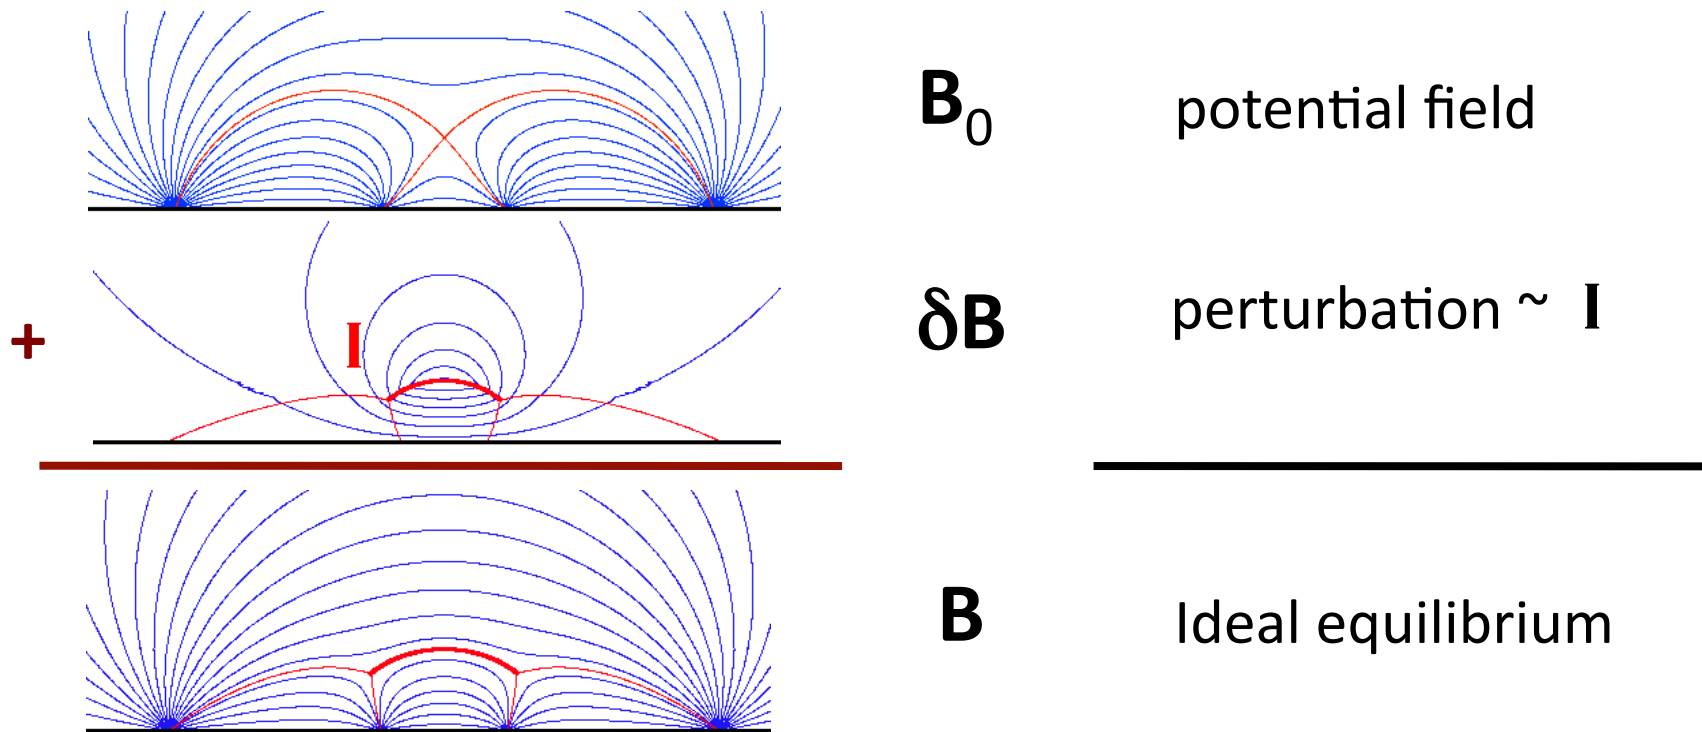 B₀ potential field
+ I δB perturbation ~ I
B Ideal equilibrium